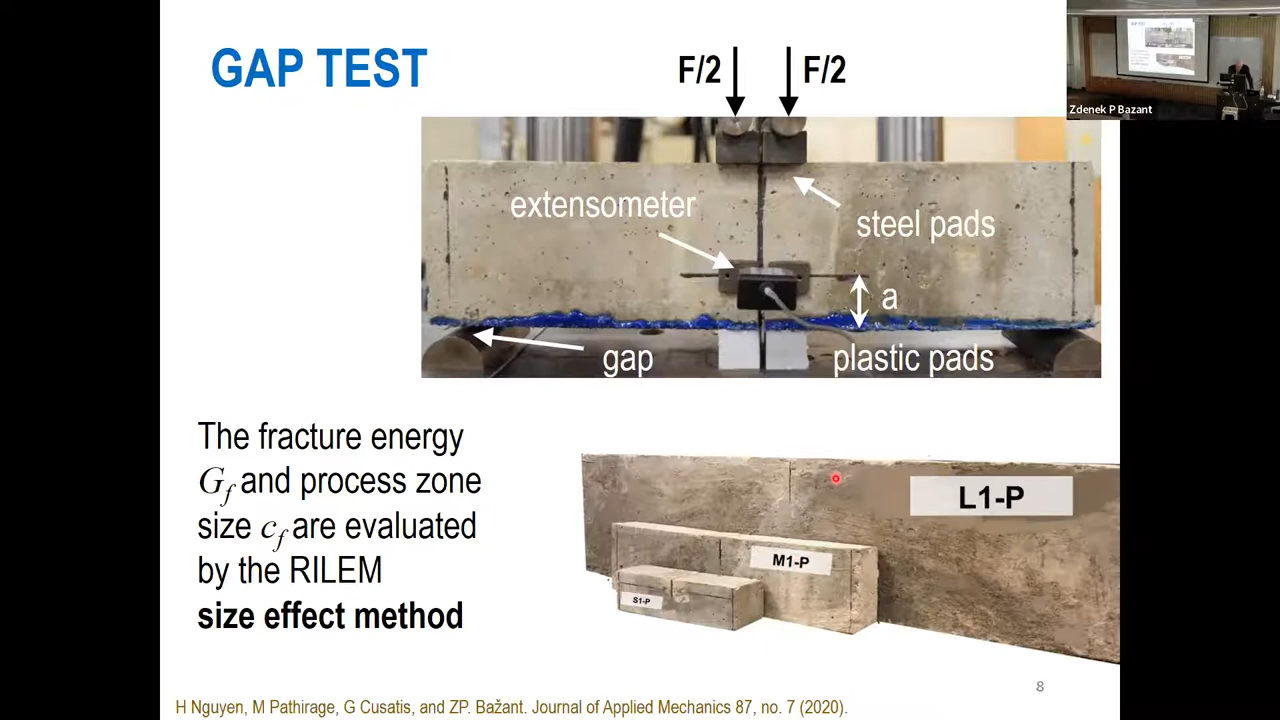 GAP TEST
F/2
F/2
Zdenek P Bazant
extensometer
steel pads
a
gap
plastic pads
The fracture energy
Gf and process zone
size cf are evaluated
by the RILEM
size effect method
L1-P
M1-P
S1-P
8
H Nguyen, M Pathirage, G Cusatis, and ZP. Bažant. Journal of Applied Mechanics 87, no. 7 (2020).